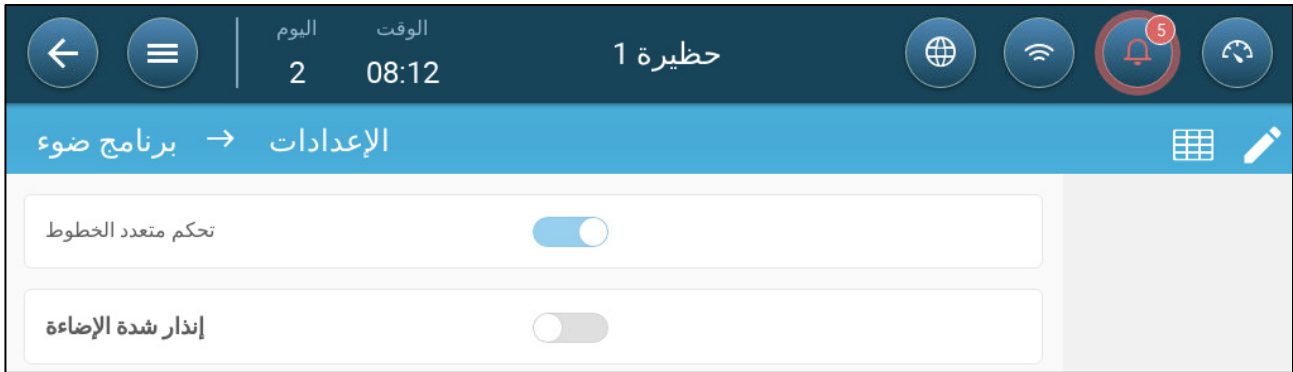 اليوم
2
الوقت
08:12
حظيرة 1
5
برنامج ضوء → الإعدادات
تحكم متعدد الخطوط
إنذار شدة الإضاءة